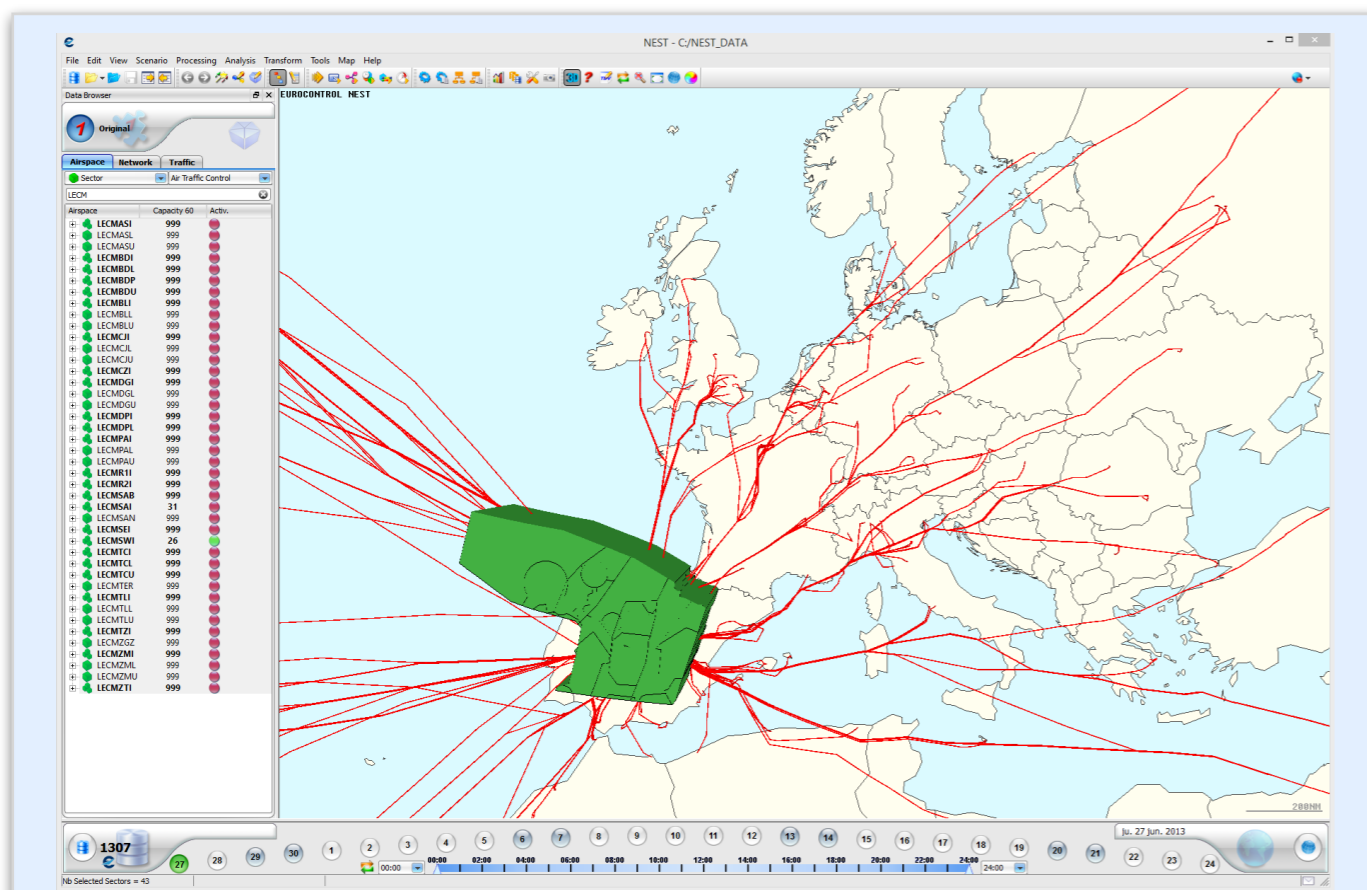 NEST - C:/NEST_DATA
File Edit View Scenario Processing Analysis Transform Tools Map Help
Data Browser
EUROCONTROL NEST
1 Original
Airspace Network Traffic
Sector Air Traffic Control
LECM
Airspace Capacity 60 Activ.
LECMASI 999
LECMASL 999
LECMASU 999
LECMBDI 999
LECMBDL 999
LECMBDP 999
LECMBDU 999
LECMBLI 999
LECMBLL 999
LECMBLU 999
LECMCJI 999
LECMCJL 999
LECMCJU 999
LECMCZI 999
LECMDGI 999
LECMDGL 999
LECMDGU 999
LECMDPI 999
LECMDPL 999
LECMPAI 999
LECMPAL 999
LECMPAU 999
LECMR1I 999
LECMR2I 999
LECMSAB 999
LECMSAI 31
LECMSAN 999
LECMSEI 999
LECMSWI 26
LECMTCI 999
LECMTCL 999
LECMTCU 999
LECMTER 999
LECMTLI 999
LECMTLL 999
LECMTLU 999
LECMTZI 999
LECMZGZ 999
LECMZMI 999
LECMZML 999
LECMZMU 999
LECMZTI 999
200NM
1307
27 28 29 30 1 2 3 4 5 6 7 8 9 10 11 12 13 14 15 16 17 18 19 20 21 22 23 24
Ju. 27 Jun. 2013
00:00 00:00 02:00 04:00 06:00 08:00 10:00 12:00 14:00 16:00 18:00 20:00 22:00 24:00 24:00
Nb Selected Sectors = 43